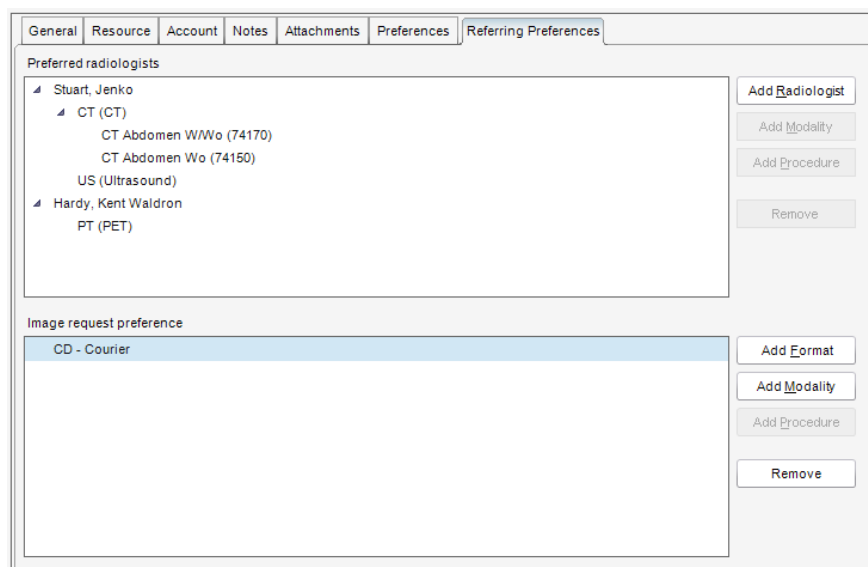 General Resource Account Notes Attachments Preferences Referring Preferences
Preferred radiologists
Stuart, Jenko
CT (CT)
CT Abdomen W/Wo (74170)
CT Abdomen Wo (74150)
US (Ultrasound)
Hardy, Kent Waldron
PT (PET)
Add Radiologist
Add Modality
Add Procedure
Remove
Image request preference
CD - Courier
Add Format
Add Modality
Add Procedure
Remove